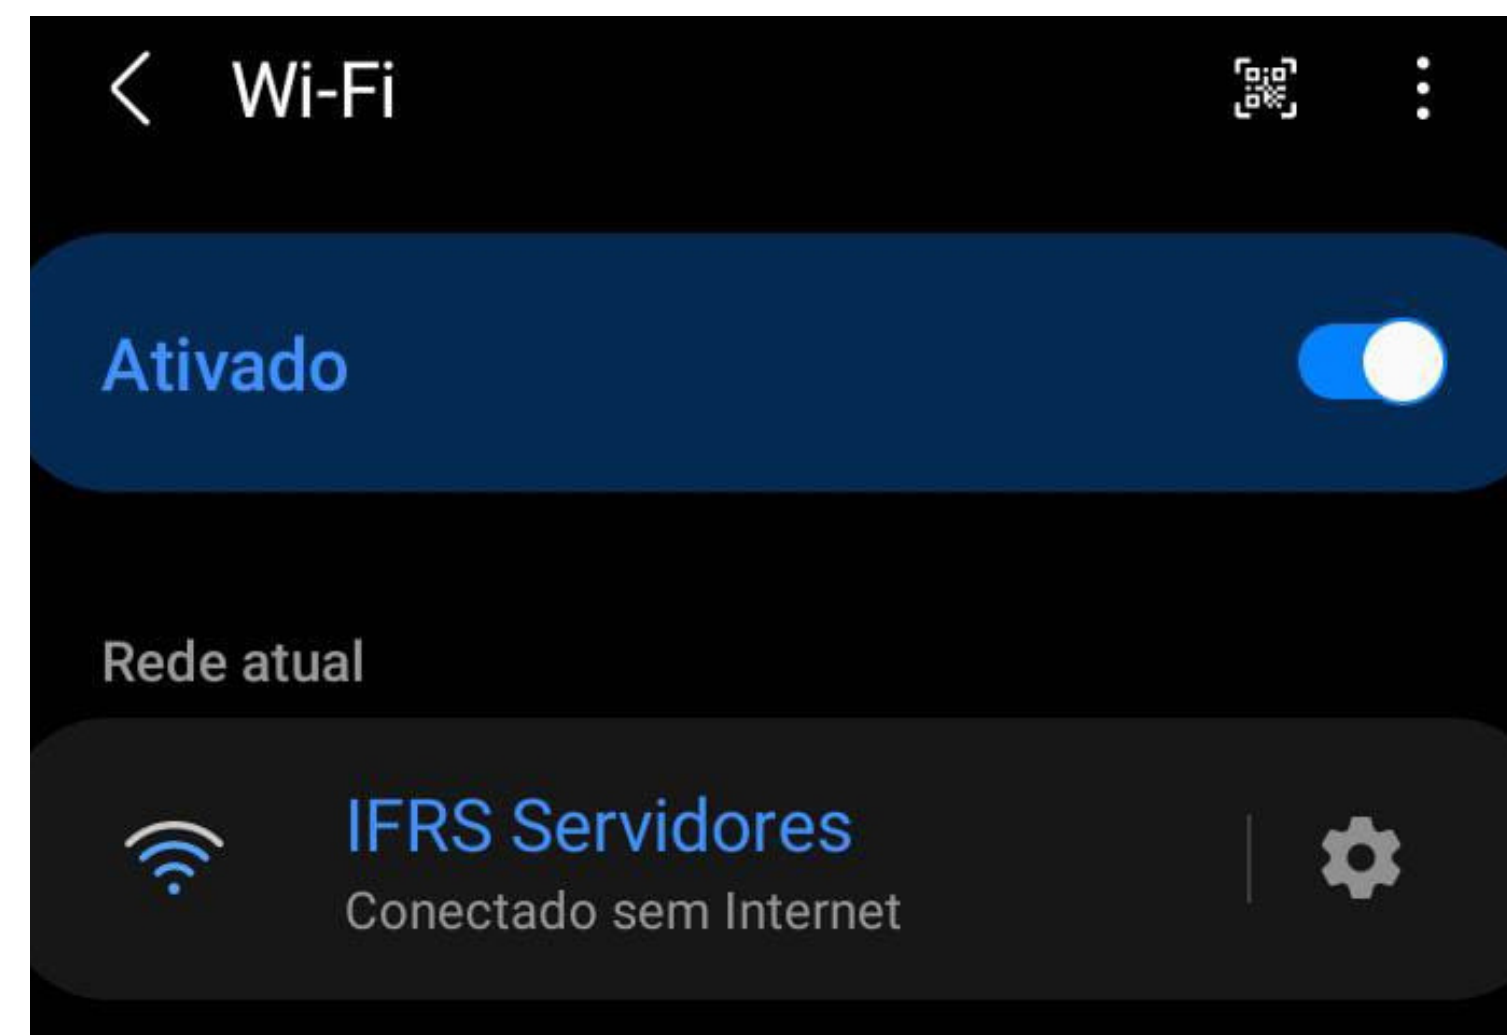 Wi-Fi
Ativado
Rede atual
IFRS Servidores
Conectado sem Internet